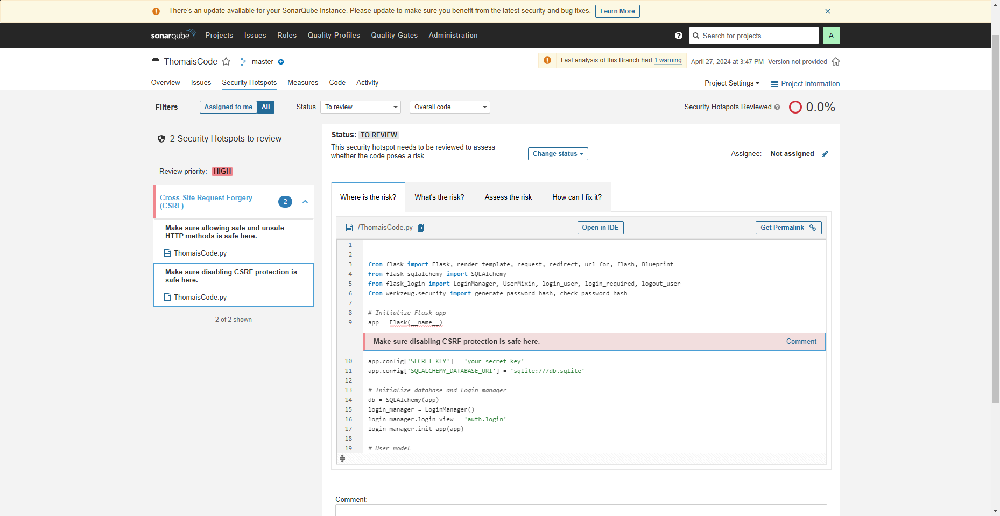 There's an update available for your SonarQube instance. Please update to make sure you benefit from the latest security and bug fixes. Learn More
sonarqube Projects Issues Rules Quality Profiles Quality Gates Administration Search for projects... A
ThomaisCode master Last analysis of this Branch had 1 warning April 27, 2024 at 3:47 PM Version not provided
Overview Issues Security Hotspots Measures Code Activity Project Settings Project Information
Filters Assigned to me All Status To review Overall code Security Hotspots Reviewed 0.0%
2 Security Hotspots to review
Review priority: HIGH
Cross-Site Request Forgery
(CSRF)
2
Make sure allowing safe and unsafe
HTTP methods is safe here.
ThomaisCode.py
Make sure disabling CSRF protection is
safe here.
ThomaisCode.py
2 of 2 shown
Status: TO REVIEW
This security hotspot needs to be reviewed to assess
whether the code poses a risk.
Change status
Assignee: Not assigned
Where is the risk? What's the risk? Assess the risk How can I fix it?
/ThomaisCode.py Open in IDE Get Permalink
1
2
3 from flask import Flask, render_template, request, redirect, url_for, flash, Blueprint
4 from flask_sqlalchemy import SQLAlchemy
5 from flask_login import LoginManager, UserMixin, login_user, login_required, logout_user
6 from werkzeug.security import generate_password_hash, check_password_hash
7
8 # Initialize Flask app
9 app = Flask(__name__)
Make sure disabling CSRF protection is safe here. Comment
10 app.config['SECRET_KEY'] = 'your_secret_key'
11 app.config['SQLALCHEMY_DATABASE_URI'] = 'sqlite:///db.sqlite'
12
13 # Initialize database and login manager
14 db = SQLAlchemy(app)
15 login_manager = LoginManager()
16 login_manager.login_view = 'auth.login'
17 login_manager.init_app(app)
18
19 # User model
Comment: